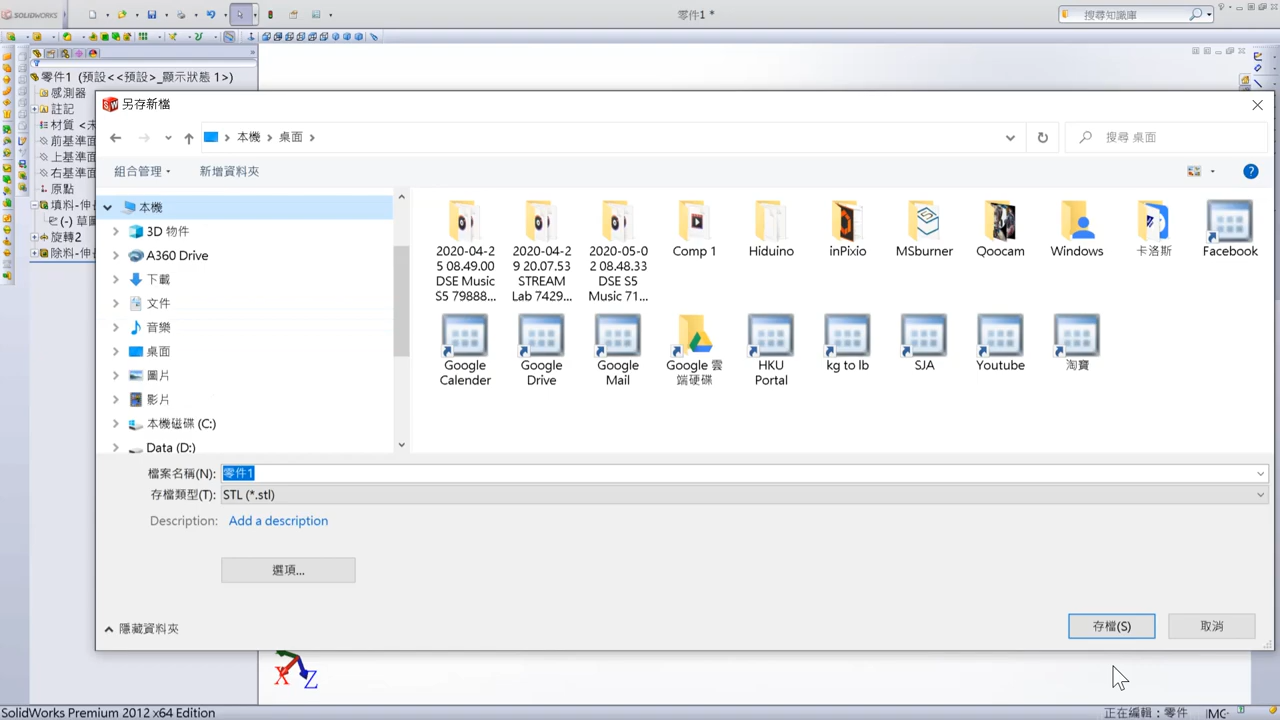 SOLIDWORKS
零件1 *
搜尋知識庫
零件1 (預設<<預設>_顯示狀態 1>)
感測器
註記
材質 <未
前基準面
上基準面
右基準面
原點
填料-伸
(-) 草
旋轉2
除料-伸
另存新檔
本機
桌面
搜尋 桌面
組合管理
新增資料夾
本機
3D 物件
A360 Drive
下載
文件
音樂
桌面
圖片
影片
本機磁碟 (C:)
Data (D:)
2020-04-2
5 08.49.00
DSE Music
S5 79888...
2020-04-2
9 20.07.53
STREAM
Lab 7429...
2020-05-0
2 08.48.33
DSE S5
Music 71...
Comp 1
Hiduino
inPixio
MSburner
Qoocam
Windows
卡洛斯
Facebook
Google
Calender
Google
Drive
Google
Mail
Google 雲
端硬碟
HKU
Portal
kg to lb
SJA
Youtube
淘寶
檔案名稱(N): 零件1
存檔類型(T): STL (*.stl)
Description: Add a description
選項...
隱藏資料夾
存檔(S)
取消
X
Z
SolidWorks Premium 2012 x64 Edition
正在編輯：零件